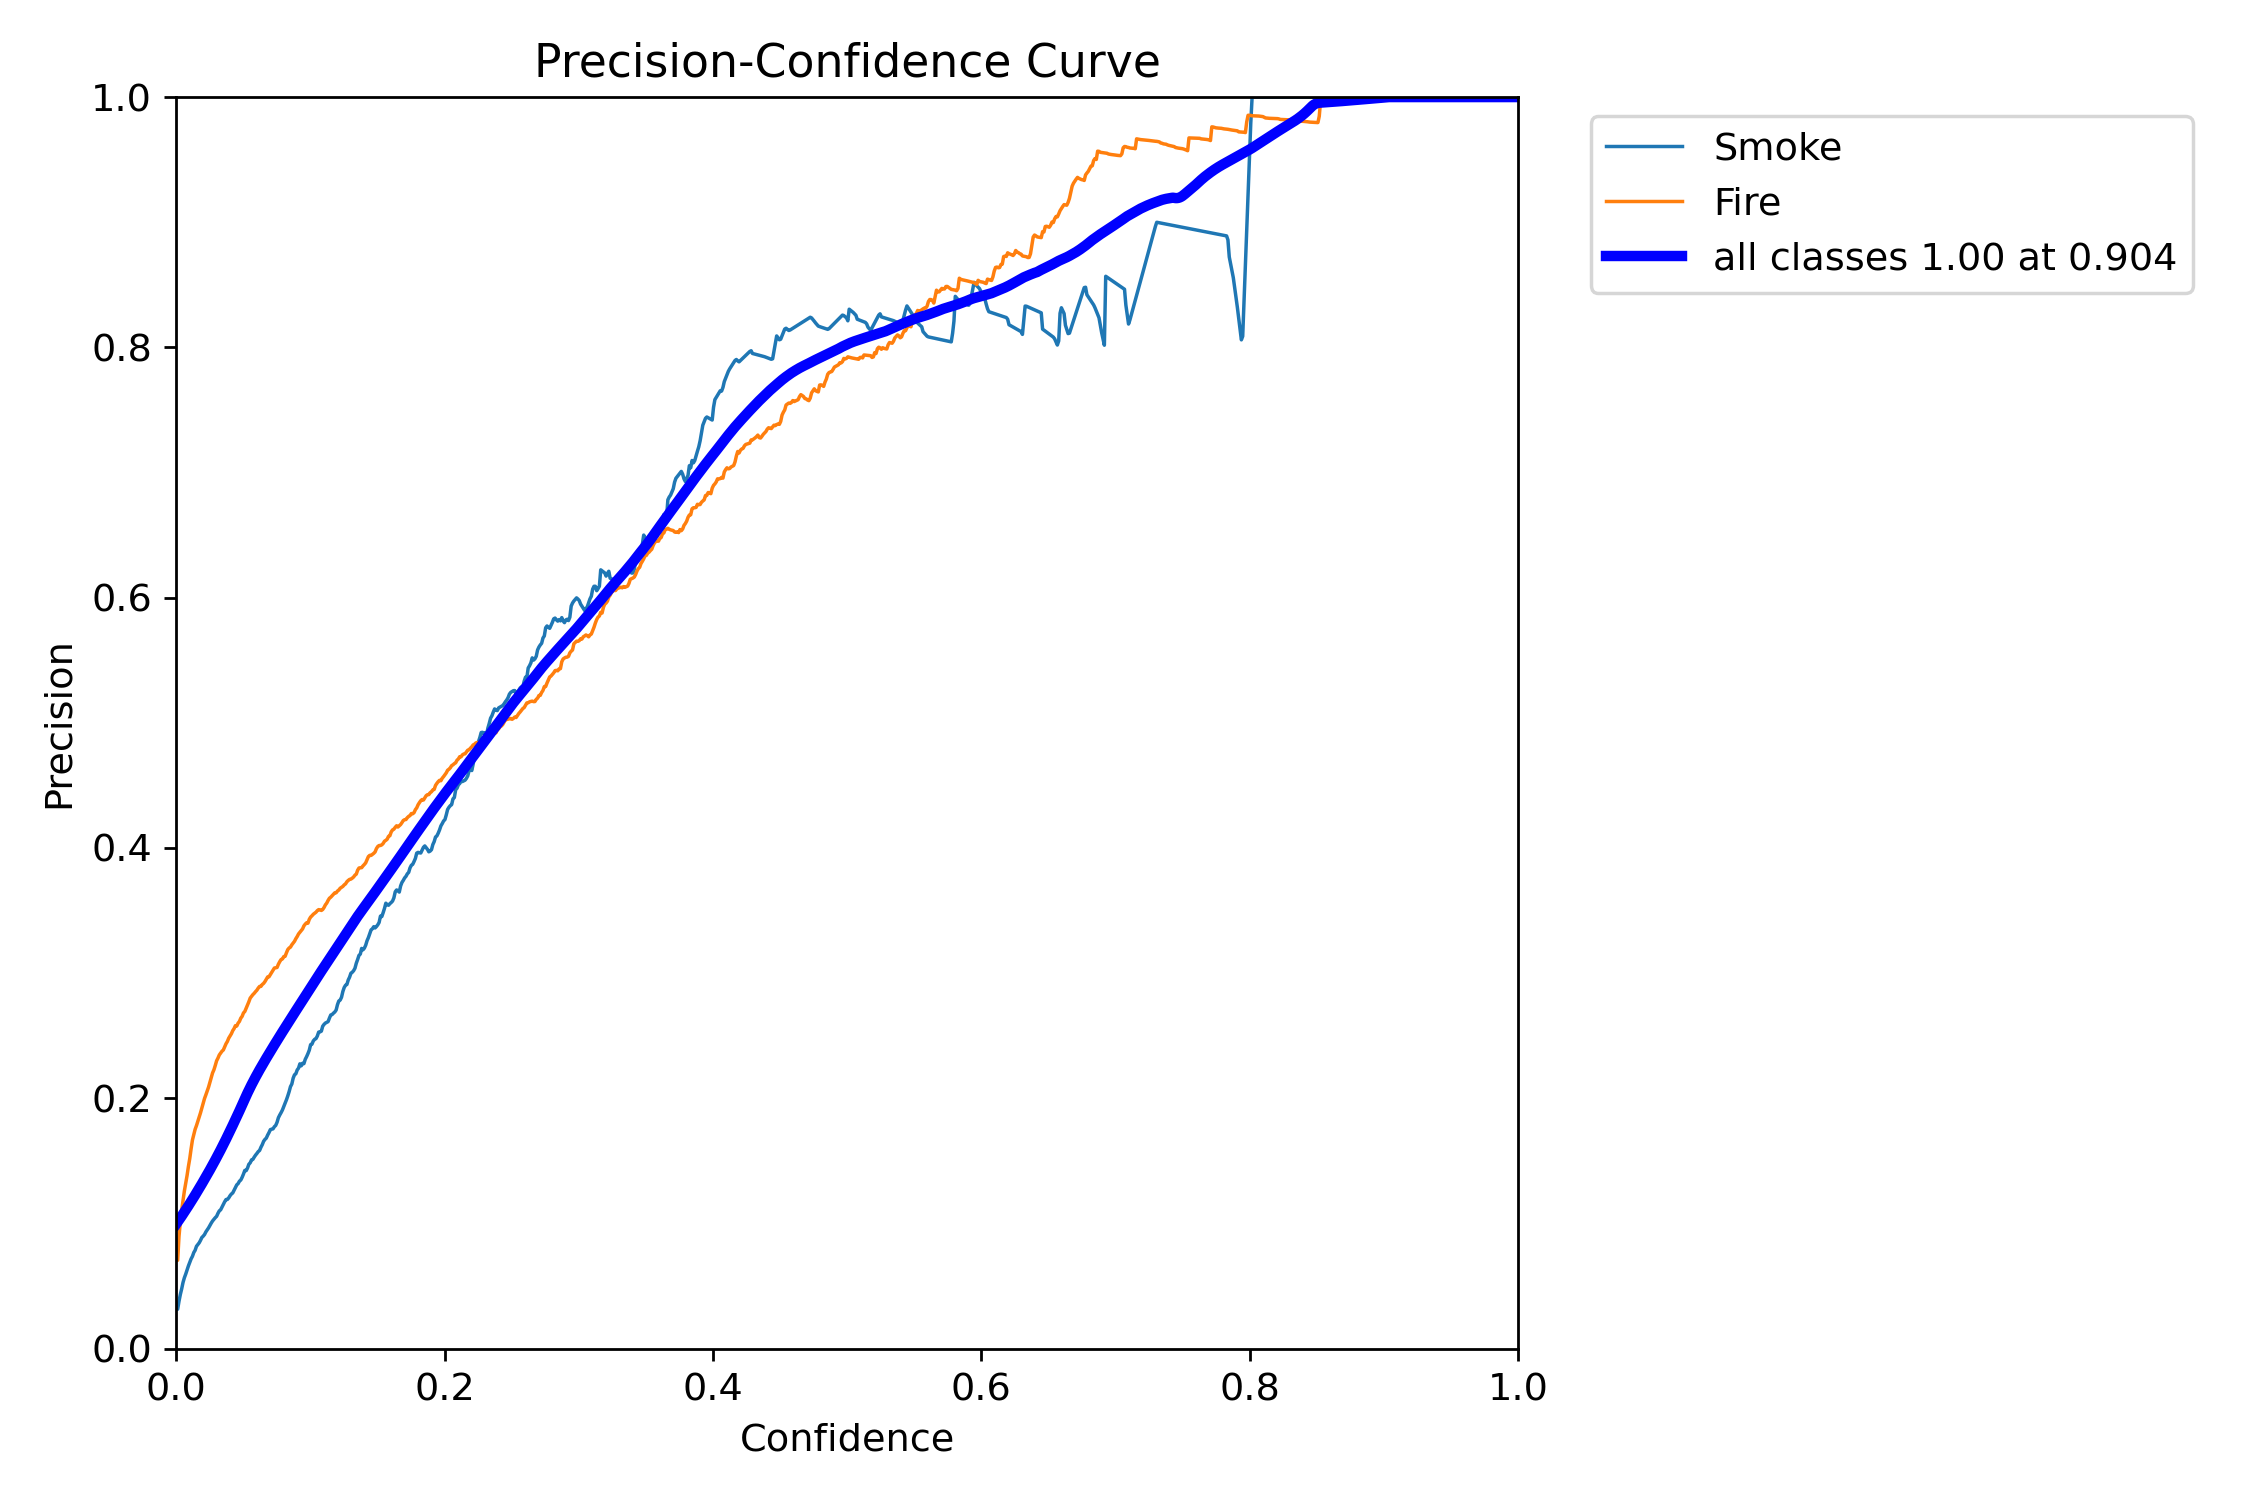 Precision-Confidence Curve
1.0
0.8
0.6
0.4
0.2
0.0
Precision
0.0 0.2 0.4 0.6 0.8 1.0
Confidence
Smoke
Fire
all classes 1.00 at 0.904